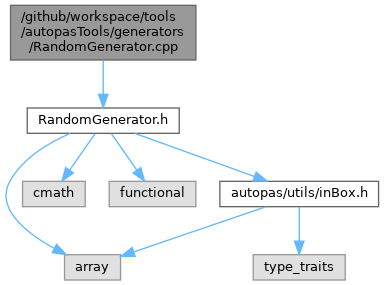 /github/workspace/tools
/autopasTools/generators
/RandomGenerator.cpp
RandomGenerator.h
cmath
functional
autopas/utils/inBox.h
array
type_traits